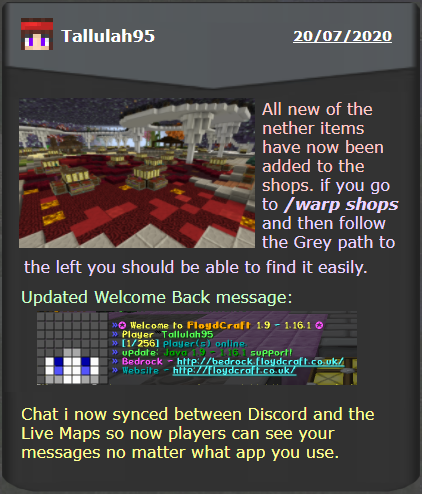 Tallulah95
20/07/2020
All new of the
nether items
have now been
added to the
shops. if you go
to /warp shops
and then follow
the Grey path to
the left you should be able to find it easily.
Updated Welcome Back message:
Welcome to FloydCraft 1.9 - 1.16.1
» Player Tallulah95
» [1/256] player(s) online
» update: Java 1.9 - 1.16.1 support!
» Bedrock - http://bedrock.floydcraft.co.uk/
» Website - http://floydcraft.co.uk/
Chat i now synced between Discord and the
Live Maps so now players can see your
messages no matter what app you use.